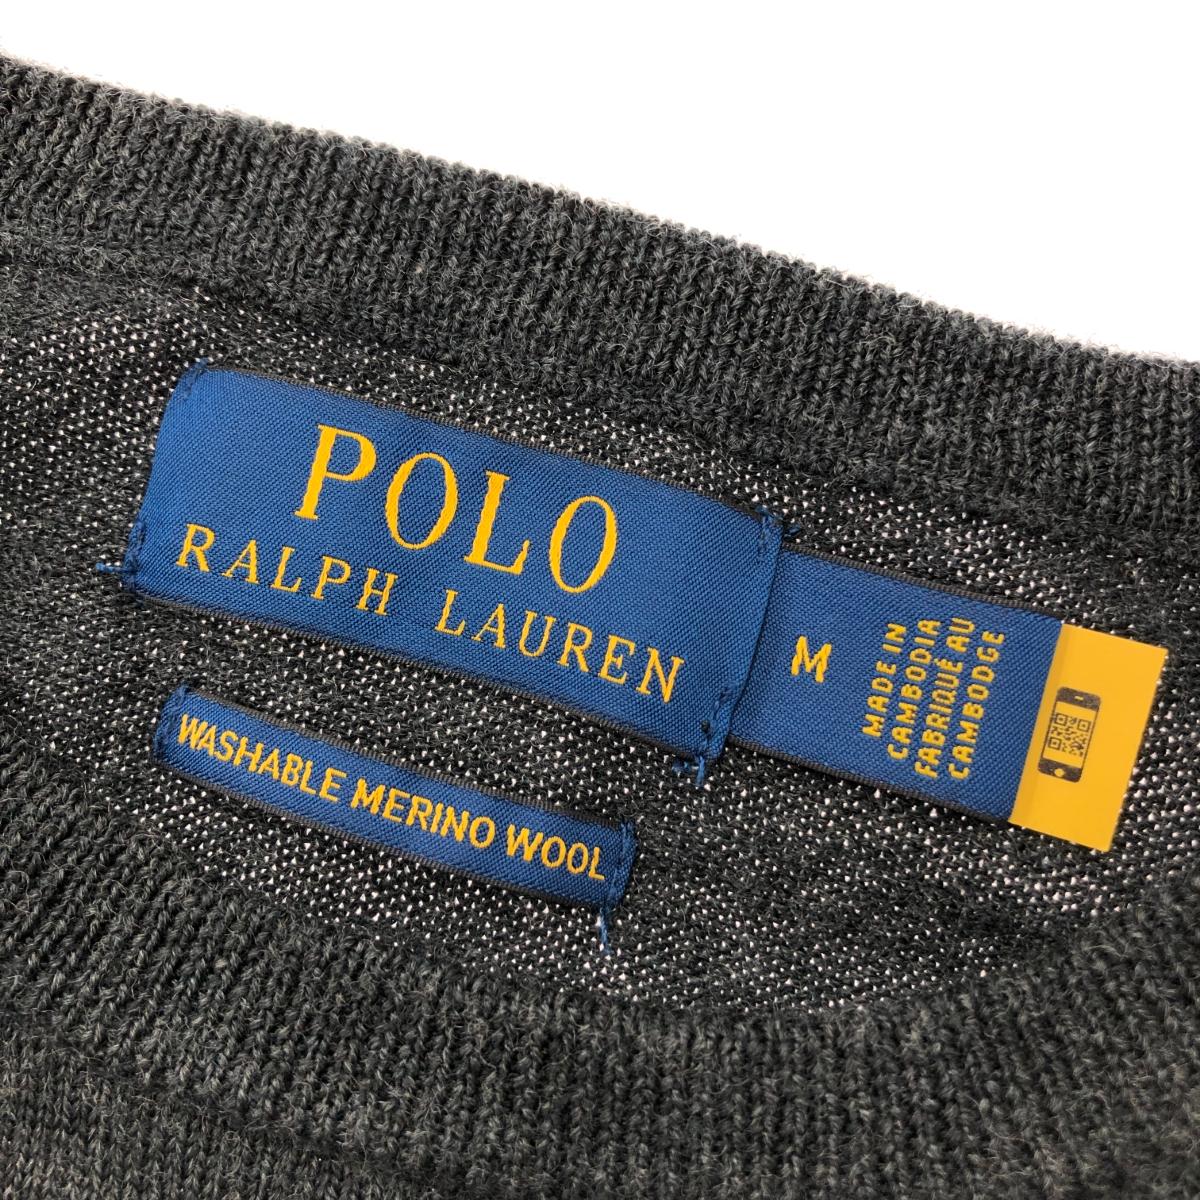 POLO
RALPH LAUREN
M
MADE IN
CAMBODIA
FABRIQUÉ AU
CAMBODGE
WASHABLE MERINO WOOL